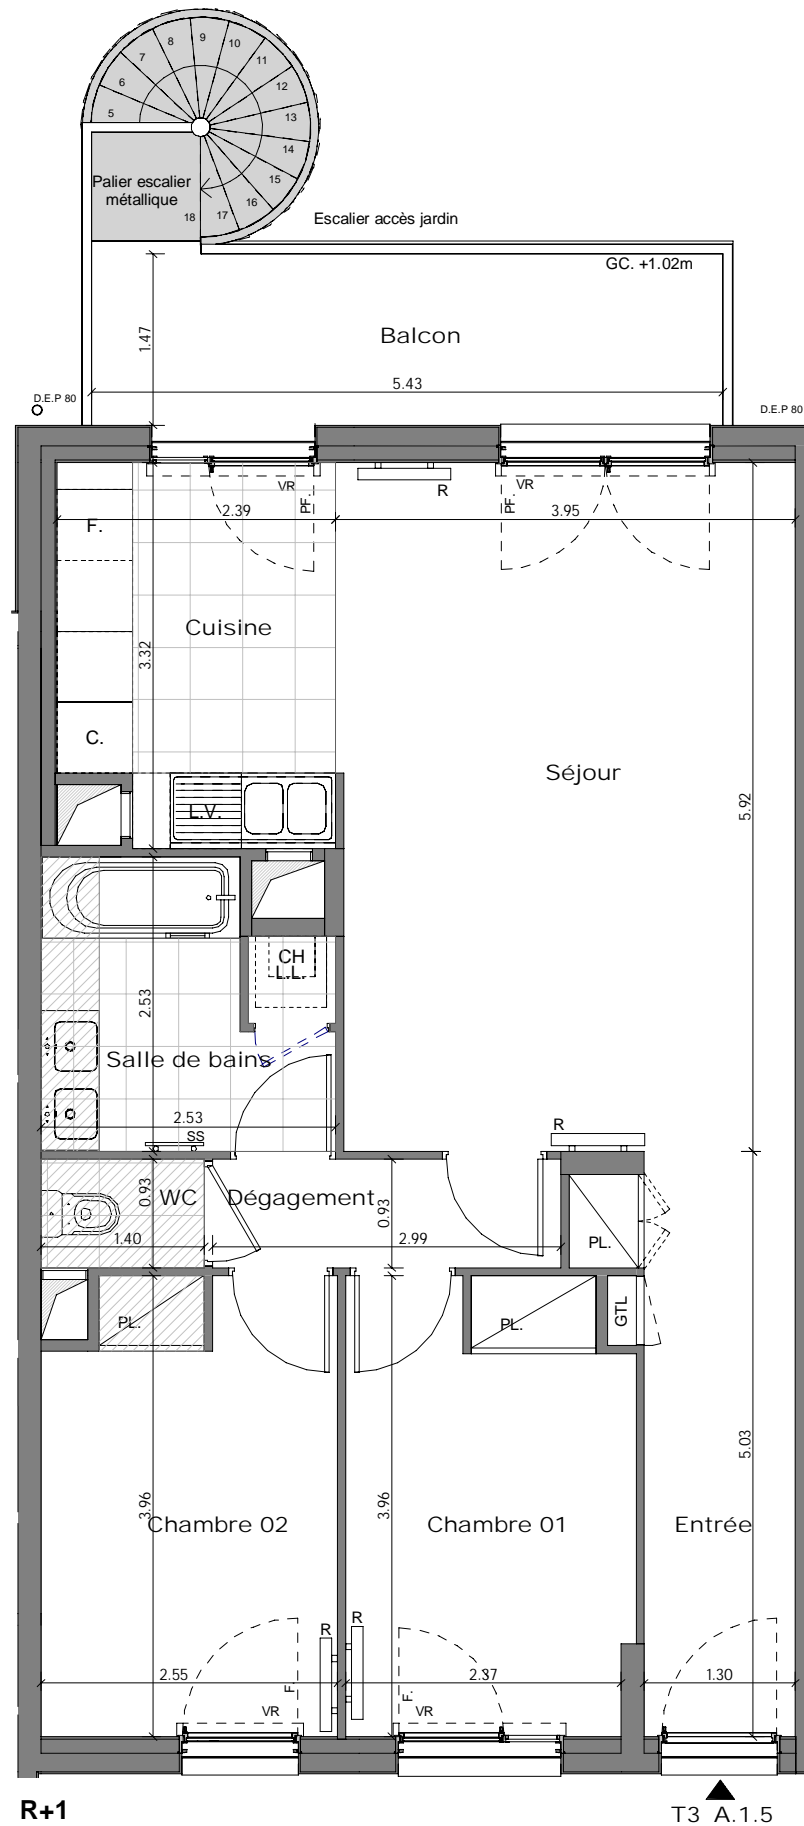 9
8
10
7
11
6
12
5
13
14
15
16
17
18
Palier escalier
métallique
Escalier accès jardin
GC. +1.02m
1.47
Balcon
5.43
D.E.P 80
D.E.P 80
VR
PF.
R
PF.
VR
F.
2.39
3.95
Cuisine
3.32
C.
Séjour
L.V.
5.92
CH
L.L.
2.53
Salle de bains
2.53
SS
R
0.93
WC
Dégagement
0.93
1.40
2.99
PL.
PL.
PL.
GTL
3.96
3.96
5.03
Chambre 02
Chambre 01
Entrée
R
R
2.55
2.37
1.30
F.
F.
VR
VR
R+1
T3 A.1.5